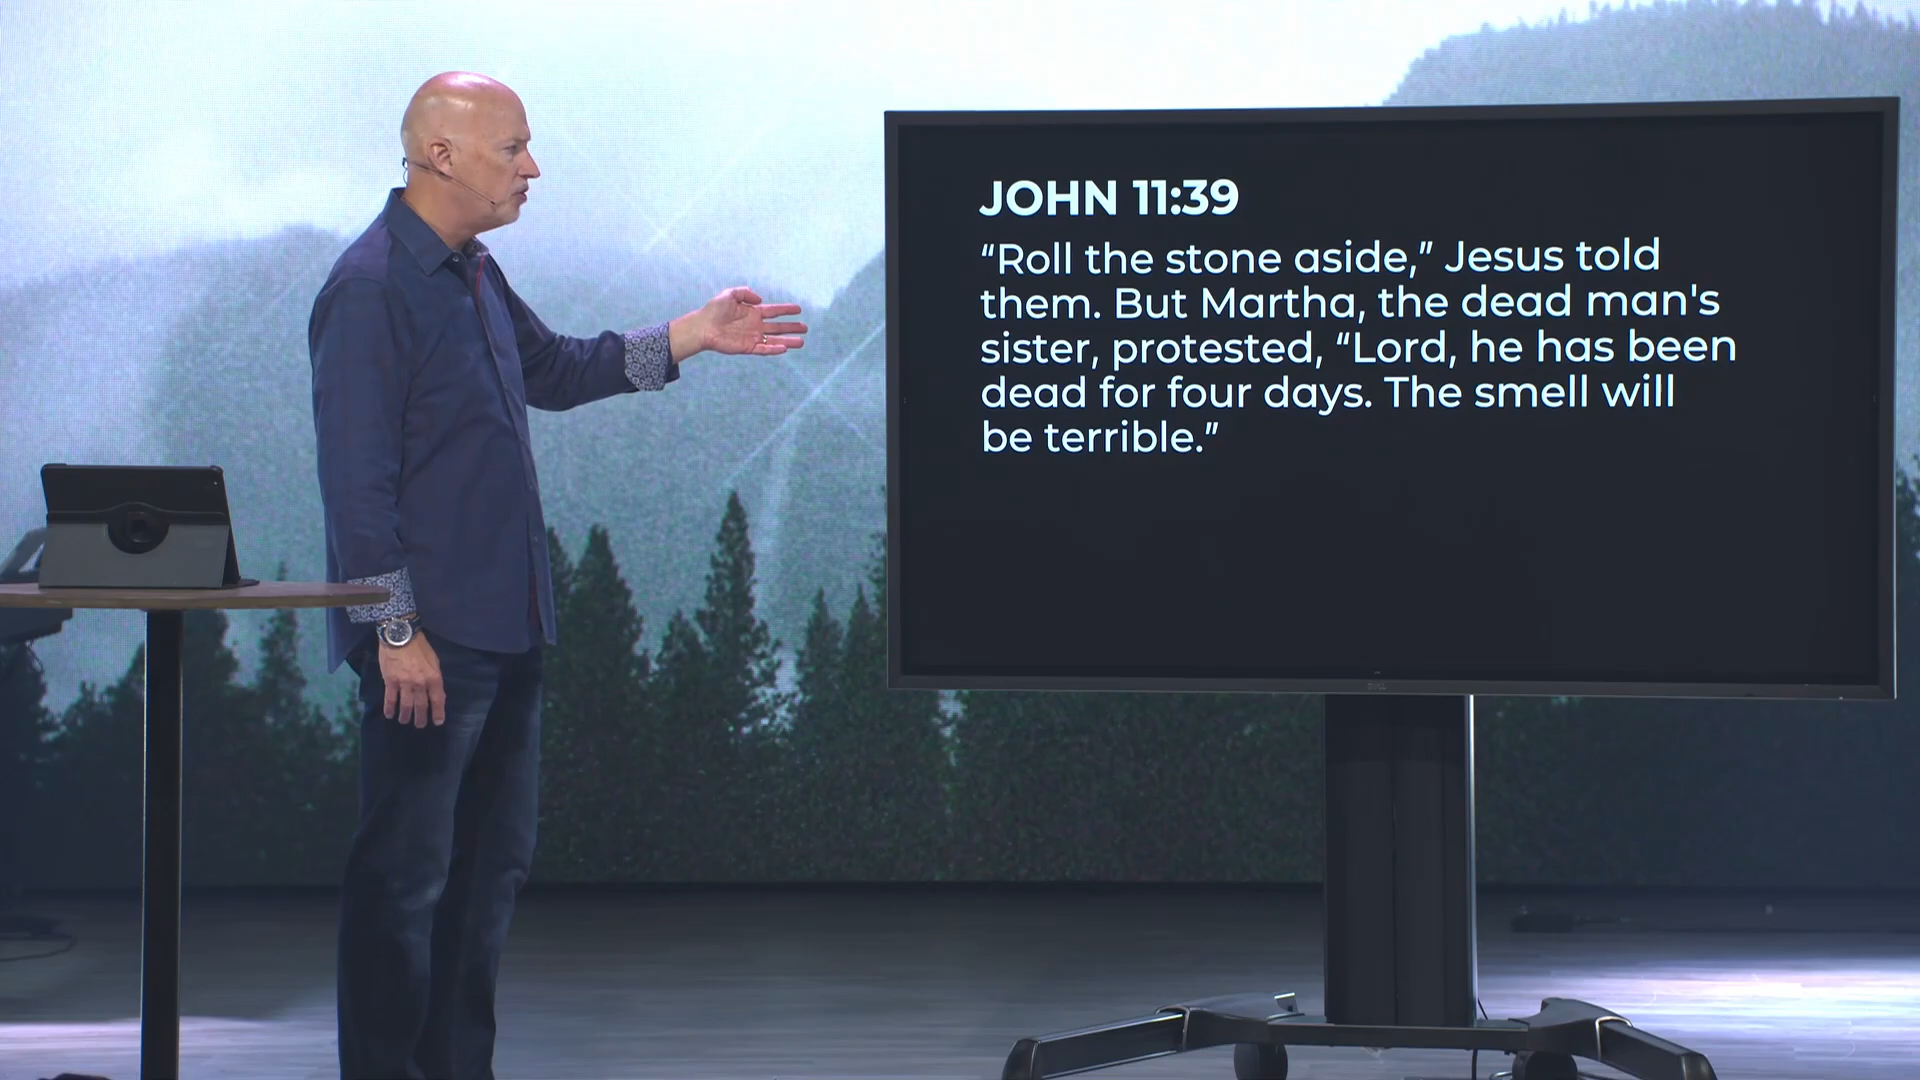 JOHN 11:39
“Roll the stone aside,” Jesus told
them. But Martha, the dead man's
sister, protested, “Lord, he has been
dead for four days. The smell will
be terrible.”